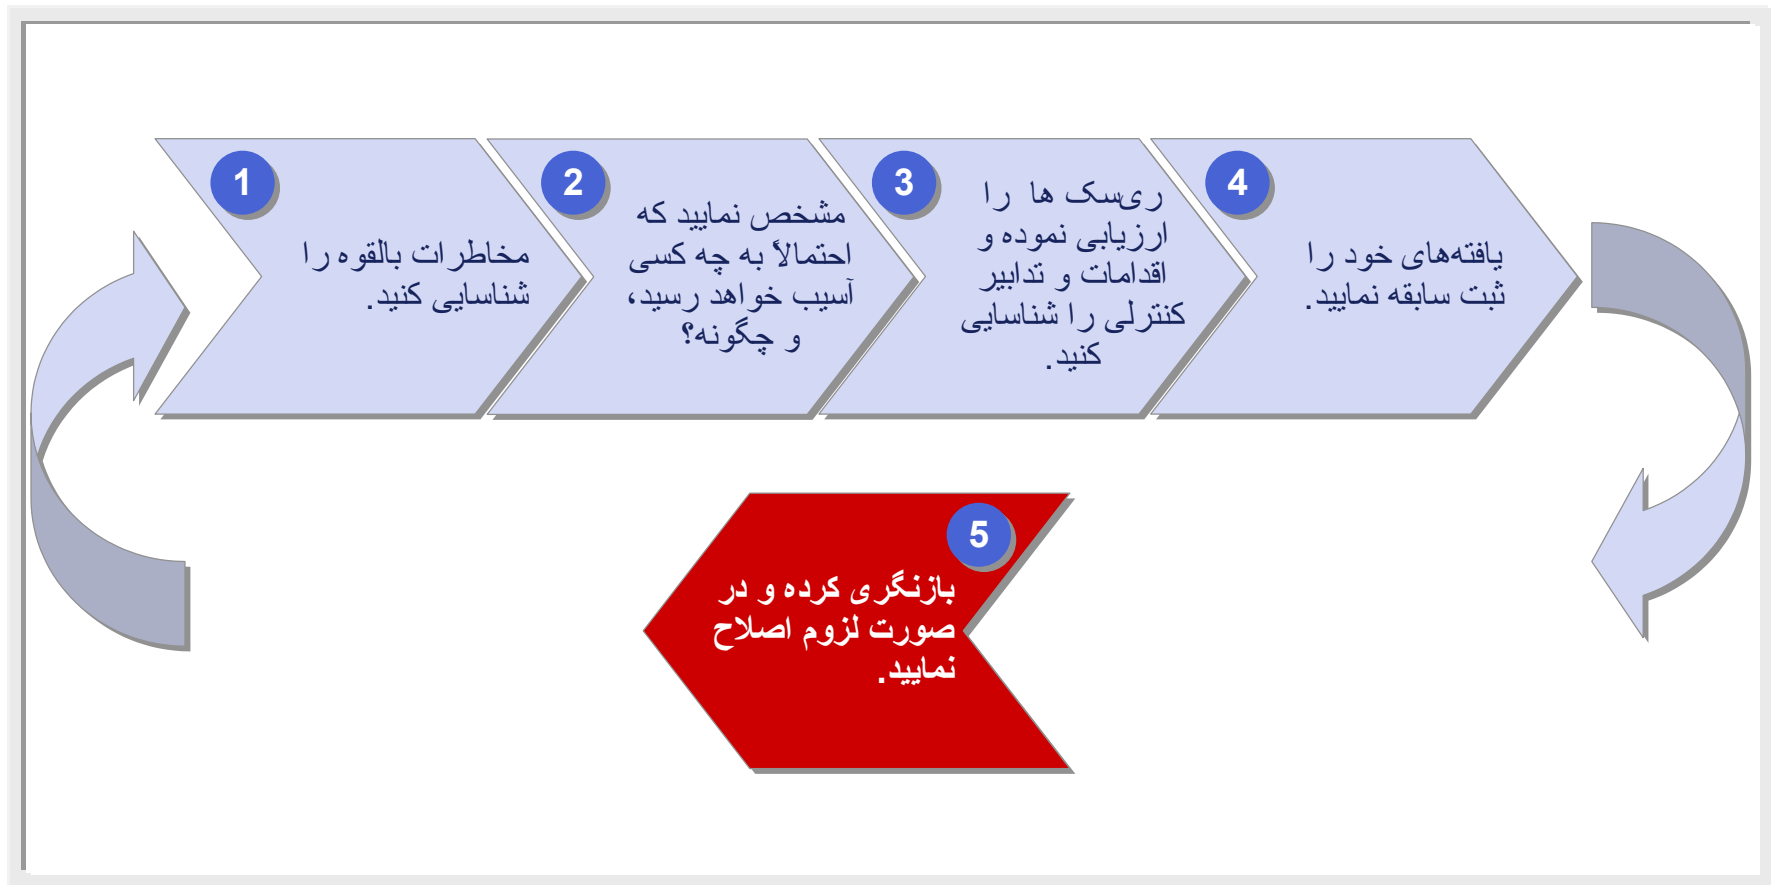 1
مخاطرات بالقوه را
شناسایی کنید.
2
مشخص نمایید که
احتمالاً به چه کسی
آسیب خواهد رسید،
و چگونه؟
3
ریسک ها را
ارزیابی نموده و
اقدامات و تدابیر
کنترلی را شناسایی
کنید.
4
یافته‌های خود را
ثبت سابقه نمایید.
5
بازنگری کرده و در
صورت لزوم اصلاح
نمایید.